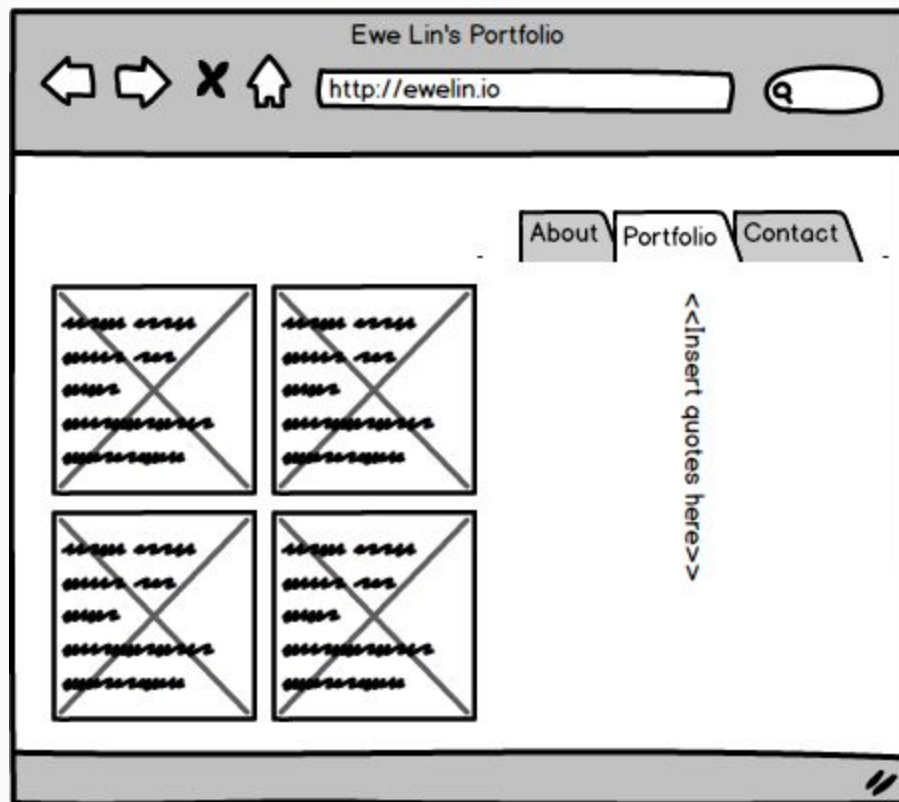 Ewe Lin's Portfolio
http://ewelin.io
About
Portfolio
Contact
<<Insert quotes here>>